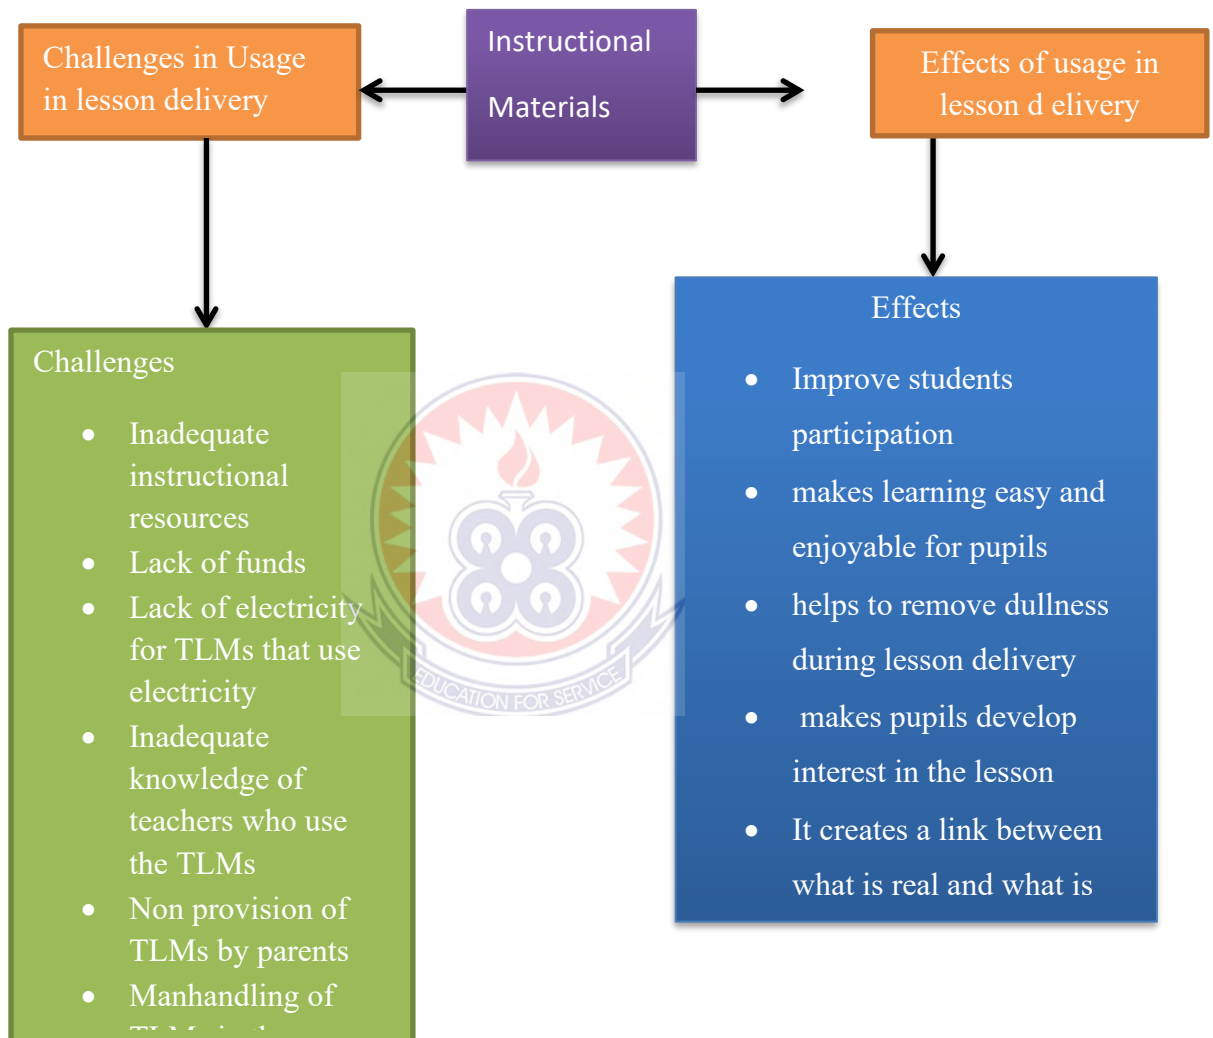 Challenges in Usage
in lesson delivery
Instructional
Materials
Effects of usage in
lesson d elivery
Challenges
• Inadequate
instructional
resources
• Lack of funds
• Lack of electricity
for TLMs that use
electricity
• Inadequate
knowledge of
teachers who use
the TLMs
• Non provision of
TLMs by parents
• Manhandling of
Effects
• Improve students
participation
• makes learning easy and
enjoyable for pupils
• helps to remove dullness
during lesson delivery
• makes pupils develop
interest in the lesson
• It creates a link between
what is real and what is
EDUCATION FOR SERVICE